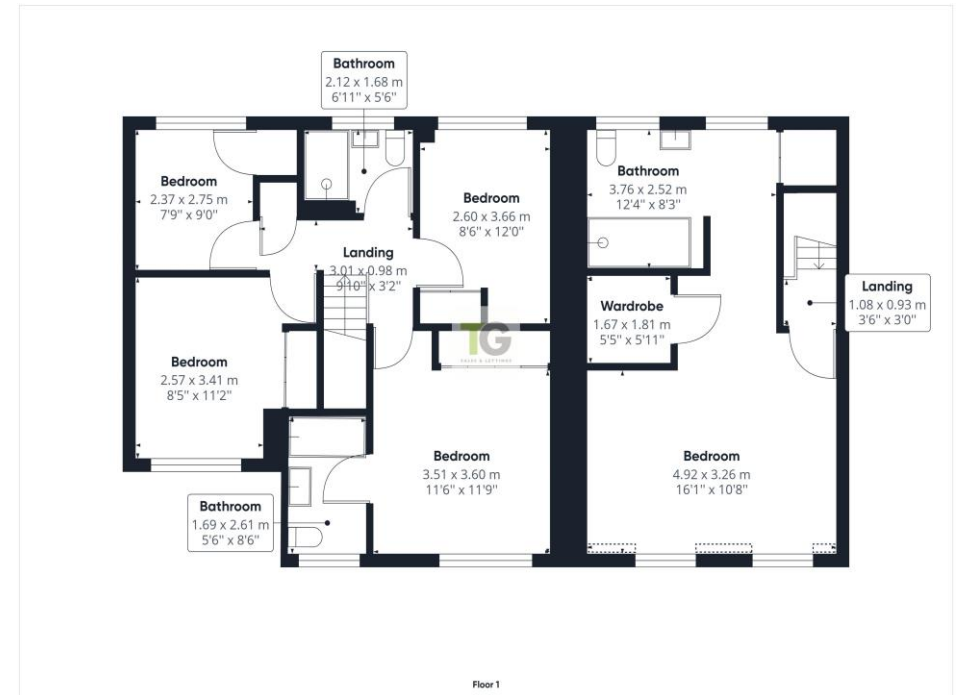 Bathroom
2.12 x 1.68 m
6'11" x 5'6"
Bedroom
2.37 x 2.75 m
7'9" x 9'0"
Bedroom
2.60 x 3.66 m
8'6" x 12'0"
Bathroom
3.76 x 2.52 m
12'4" x 8'3"
Landing
3.01 x 0.98 m
9'10" x 3'2"
Landing
1.08 x 0.93 m
3'6" x 3'0"
Wardrobe
1.67 x 1.81 m
5'5" x 5'11"
TG
SALES & LETTINGS
Bedroom
2.57 x 3.41 m
8'5" x 11'2"
Bedroom
3.51 x 3.60 m
11'6" x 11'9"
Bedroom
4.92 x 3.26 m
16'1" x 10'8"
Bathroom
1.69 x 2.61 m
5'6" x 8'6"
Floor 1